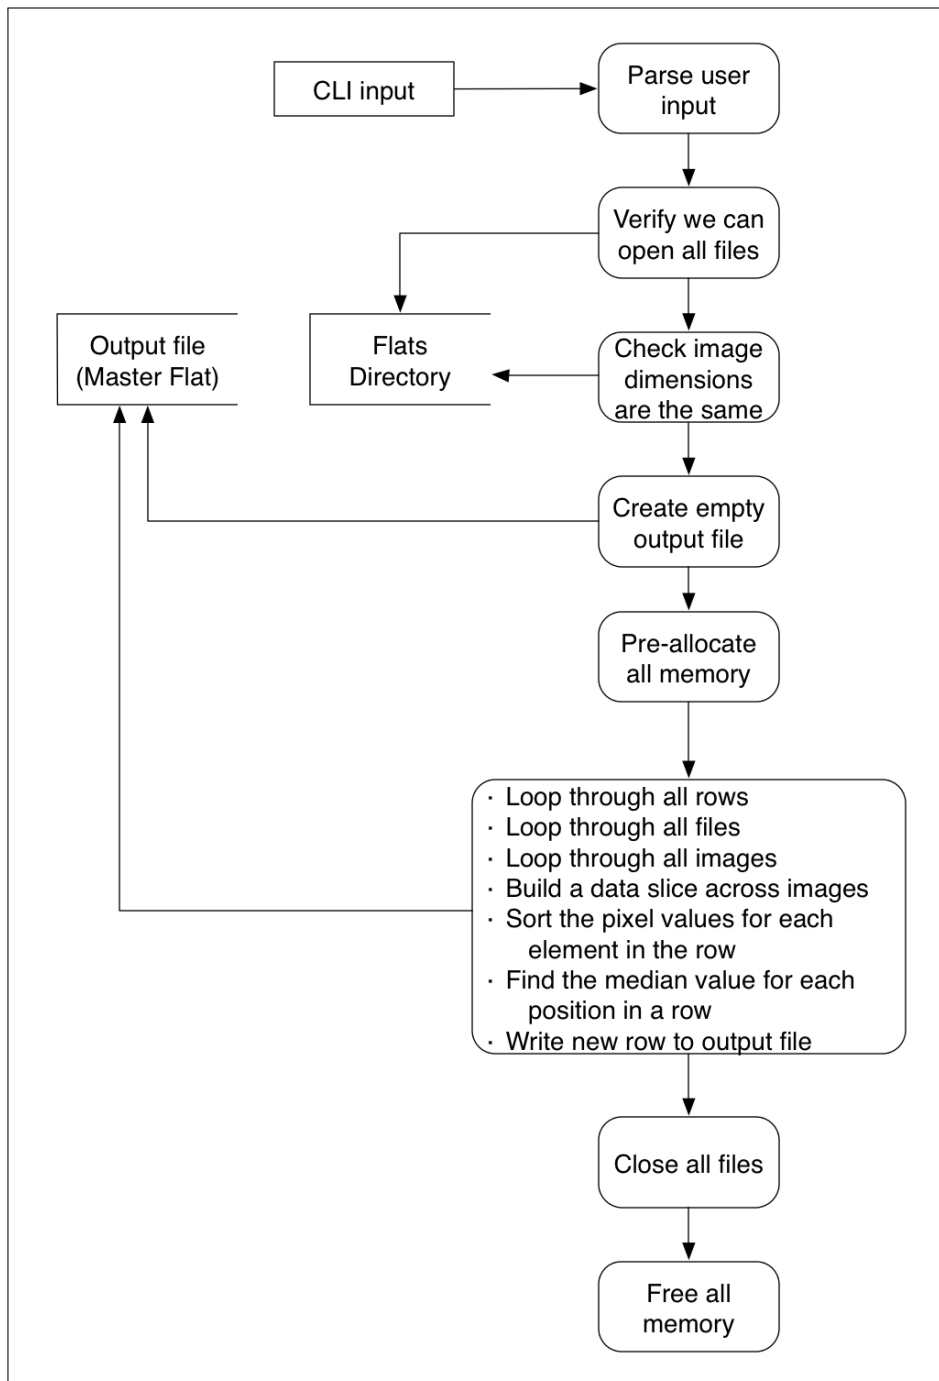 CLI input
Parse user
input
Verify we can
open all files
Output file
(Master Flat)
Flats
Directory
Check image
dimensions
are the same
Create empty
output file
Pre-allocate
all memory
· Loop through all rows
· Loop through all files
· Loop through all images
· Build a data slice across images
· Sort the pixel values for each
element in the row
· Find the median value for each
position in a row
· Write new row to output file
Close all files
Free all
memory